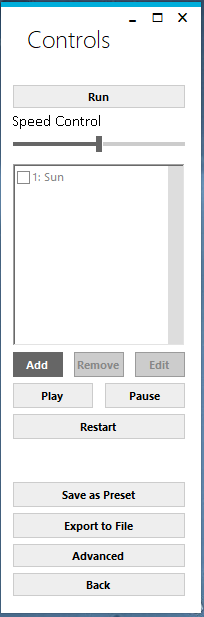 Controls
Run
Speed Control
1: Sun
Add Remove Edit
Play Pause
Restart
Save as Preset
Export to File
Advanced
Back